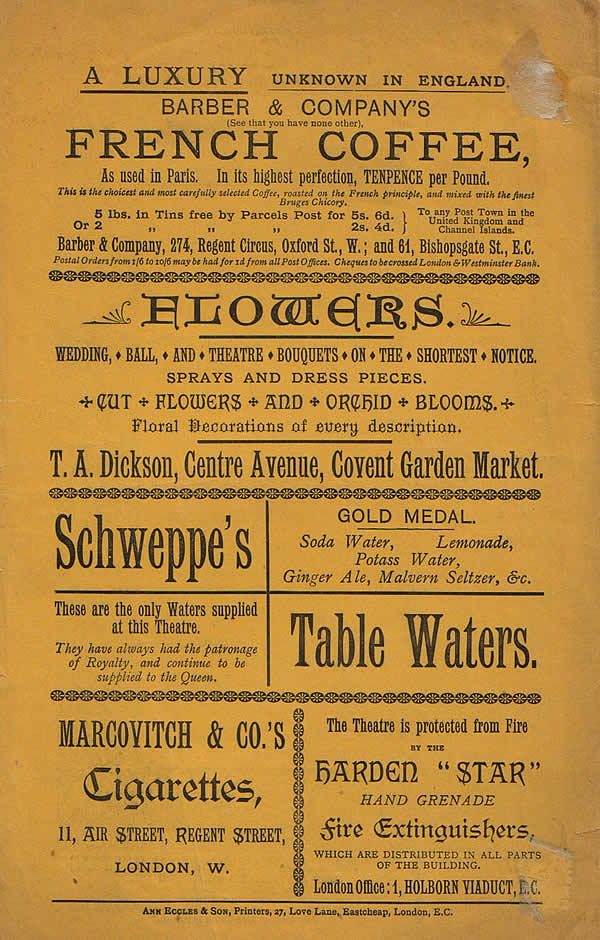 A LUXURY UNKNOWN IN ENGLAND.
BARBER & COMPANY'S
(See that you have none other),
FRENCH COFFEE,
As used in Paris. In its highest perfection, TENPENCE per Pound.
This is the choicest and most carefully selected Coffee, roasted on the French principle, and mixed with the finest
Bruges Chicory.
5 lbs. in Tins free by Parcels Post for 5s. 6d.
Or 2 „ „ „ 2s. 4d.
To any Post Town in the
United Kingdom and
Channel Islands.
Barber & Company, 274, Regent Circus, Oxford St., W.; and 61, Bishopsgate St., E.C.
Postal Orders from 1/6 to 10/6 may be had for 1d from all Post Offices. Cheques to be crossed London & Westminster Bank.
FLOWERS.
WEDDING, ♦ BALL, ♦ AND ♦ THEATRE ♦ BOUQUETS ♦ ON ♦ THE ♦ SHORTEST ♦ NOTICE.
SPRAYS AND DRESS PIECES.
CUT + FLOWERS + AND + ORCHID + BLOOMS.
Floral Decorations of every description.
T. A. Dickson, Centre Avenue, Covent Garden Market.
Schweppe's
GOLD MEDAL.
Soda Water, Lemonade,
Potass Water,
Ginger Ale, Malvern Seltzer, &c.
These are the only Waters supplied
at this Theatre.
They have always had the patronage
of Royalty, and continue to be
supplied to the Queen.
Table Waters.
MARCOVITCH & CO.'S
Cigarettes,
11, AIR STREET, REGENT STREET,
LONDON, W.
The Theatre is protected from Fire
BY THE
HARDEN "STAR"
HAND GRENADE
Fire Extinguishers,
WHICH ARE DISTRIBUTED IN ALL PARTS
OF THE BUILDING.
London Office: 1, HOLBORN VIADUCT, E.C.
ANN ECCLES & SON, Printers, 27, Love Lane, Eastcheap, London, E.C.